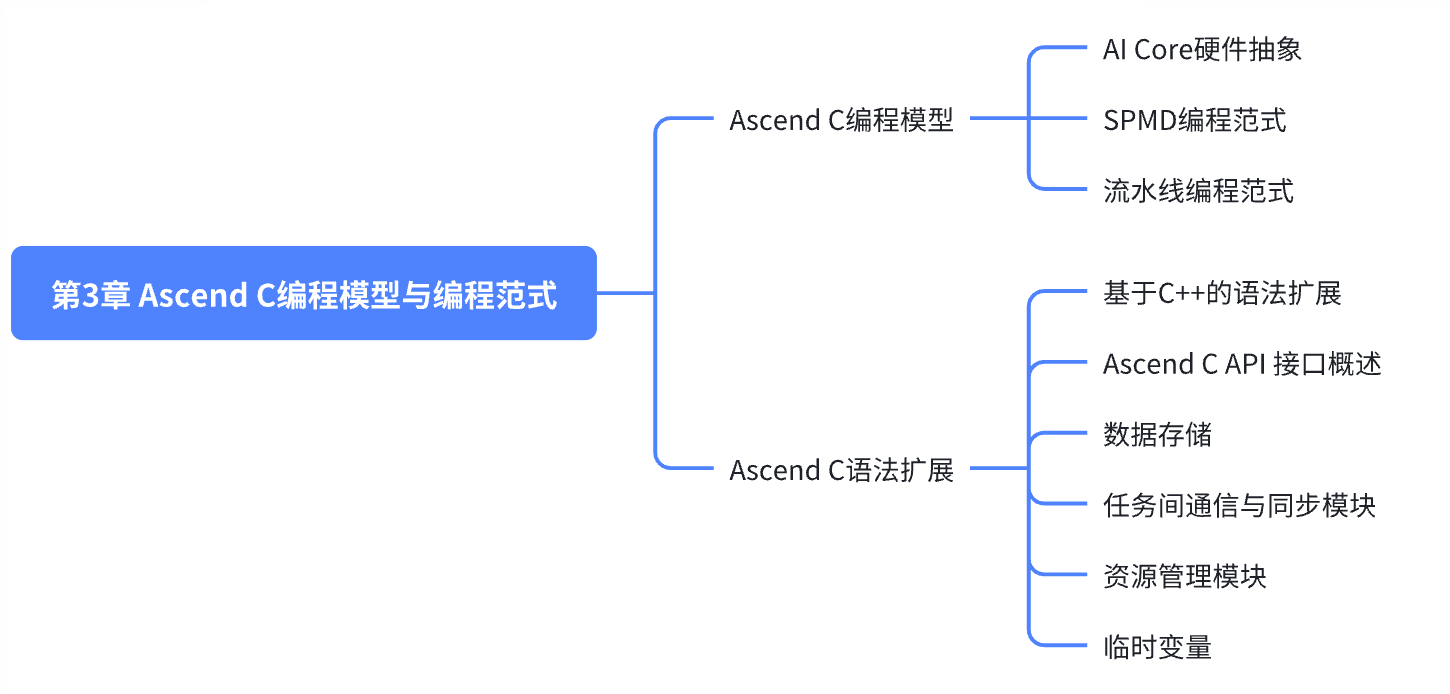 第3章 Ascend C编程模型与编程范式
Ascend C编程模型
AI Core硬件抽象
SPMD编程范式
流水线编程范式
Ascend C语法扩展
基于C++的语法扩展
Ascend C API 接口概述
数据存储
任务间通信与同步模块
资源管理模块
临时变量